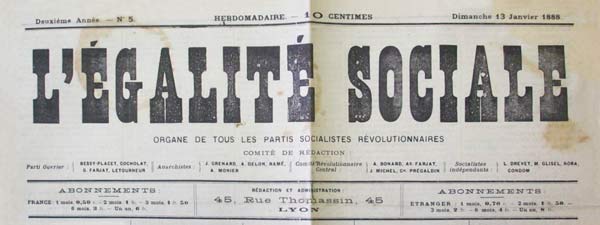 Deuxième Année. — N° 5. HEBDOMADAIRE. — 10 CENTIMES Dimanche 13 Janvier 1888.
L'ÉGALITÉ SOCIALE
ORGANE DE TOUS LES PARTIS SOCIALISTES RÉVOLUTIONNAIRES
COMITÉ DE RÉDACTION:
Parti Ouvrier BESSY-PLACET, COCHOLAT, G. FARJAT, LETOURNEUR
Anarchistes: J. GRENARD, A. DELON, NAMÉ, A. MONIER
Comité Révolutionnaire Central A. BONARD, AL. FARJAT, J. MICHEL, CH. PRÉGALDIN
Socialistes indépendants: L. DREVET, M. GLISEL, NORA, CONDOM
ABONNEMENTS:
FRANCE: 1 mois, 0,50 — 2 mois, 1 fr. — 3 mois, 1 fr. 50
6 mois, 3 fr. — Un an, 6 fr.
RÉDACTION ET ADMINISTRATION
45, Rue Thomassin, 45
LYON
ABONNEMENTS:
ETRANGER: 1 mois, 0,70 — 2 mois, 1 fr. 50
3 mois, 2 fr. — 6 mois, 4 fr. — Un an, 8 fr.